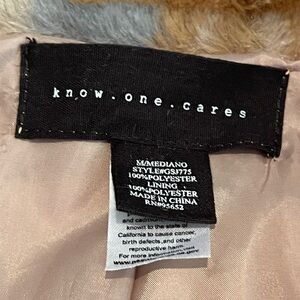 know.one.cares
M/MEDIANO
STYLE#GSJ775
100%POLYESTER
LINING
100%POLYESTER
MADE IN CHINA
RN#95652
known to the state of
California to cause cancer,
birth defects,and other
reproductive harm.
For more information